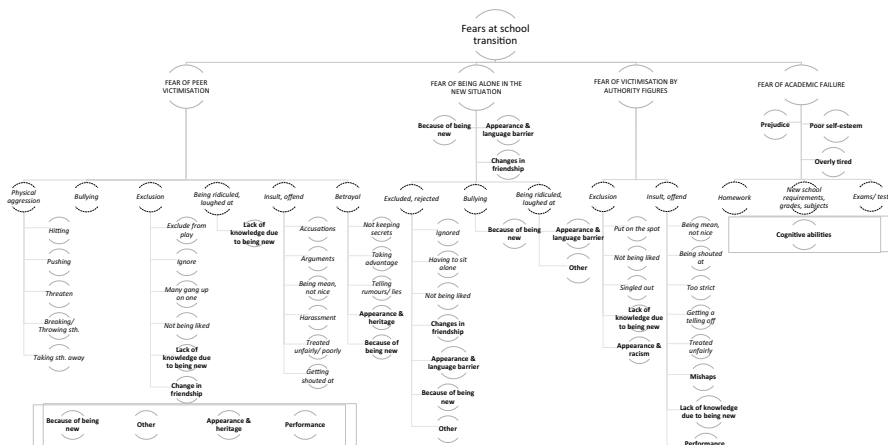 Fears at school
transition
FEAR OF PEER
VICTIMISATION
FEAR OF BEING ALONE IN THE
NEW SITUATION
FEAR OF VICTIMISATION BY
AUTHORITY FIGURES
FEAR OF ACADEMIC FAILURE
Because of being
new
Appearance &
language barrier
Changes in
friendship
Prejudice
Poor self-esteem
Overly tired
Physical
aggression
Bullying
Exclusion
Being ridiculed,
laughed at
Insult, offend
Betrayal
Excluded, rejected
Bullying
Being ridiculed,
laughed at
Exclusion
Insult, offend
Homework
New school
requirements,
grades, subjects
Exams/ test
Hitting
Pushing
Threaten
Breaking/
Throwing sth.
Taking sth. away
Exclude from
play
Ignore
Many gang up
on one
Not being liked
Lack of
knowledge due
to being new
Change in
friendship
Lack of
knowledge due
to being new
Accusations
Arguments
Being mean,
not nice
Harassment
Treated
unfairly/ poorly
Getting
shouted at
Not keeping
secrets
Taking
advantage
Telling
rumours/ lies
Appearance &
heritage
Because of
being new
Ignored
Having to sit
alone
Not being liked
Changes in
friendship
Appearance &
language barrier
Because of being
new
Other
Because of being
new
Appearance &
language barrier
Other
Put on the spot
Not being liked
Singled out
Lack of
knowledge due
to being new
Appearance &
racism
Being mean,
not nice
Being shouted
at
Too strict
Getting a
telling off
Treated
unfairly
Mishaps
Lack of knowledge
due to being new
Performance
Cognitive abilities
Because of being
new
Other
Appearance &
heritage
Performance